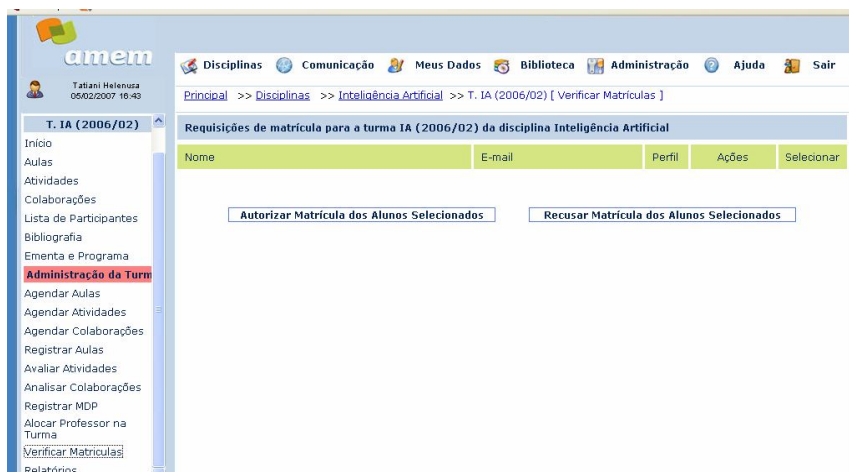 amem
Disciplinas Comunicação Meus Dados Biblioteca Administração Ajuda Sair
Tatiani Helenusa
05/02/2007 16:43
Principal >> Disciplinas >> Inteligência Artificial >> T. IA (2006/02) [ Verificar Matrículas ]
T. IA (2006/02)
Início
Aulas
Atividades
Colaborações
Lista de Participantes
Bibliografia
Ementa e Programa
Administração da Turm
Agendar Aulas
Agendar Atividades
Agendar Colaborações
Registrar Aulas
Avaliar Atividades
Analisar Colaborações
Registrar MDP
Alocar Professor na
Turma
Verificar Matriculas
Relatórios
Requisições de matrícula para a turma IA (2006/02) da disciplina Inteligência Artificial
Nome E-mail Perfil Ações Selecionar
Autorizar Matrícula dos Alunos Selecionados Recusar Matrícula dos Alunos Selecionados